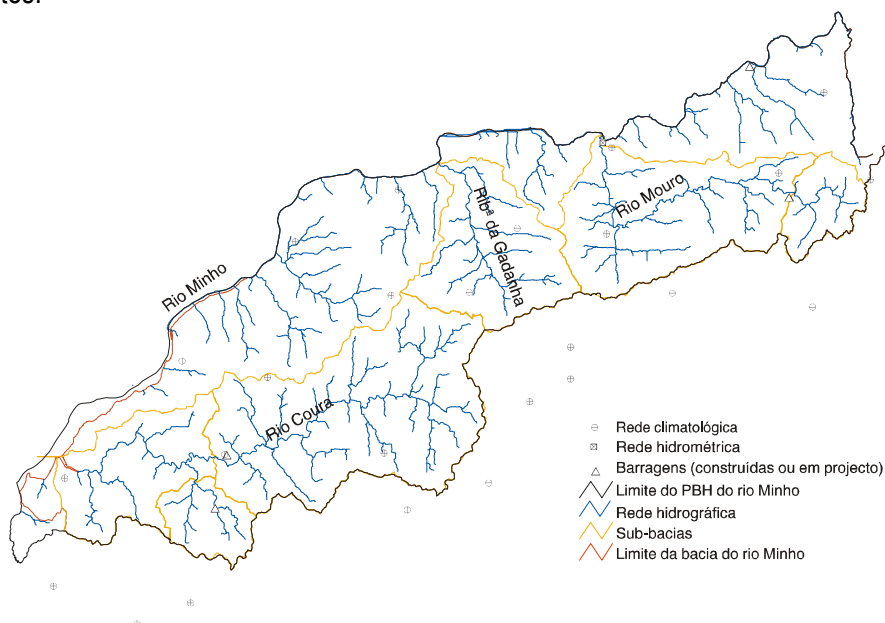 Rio Mouro
Ribª da Gadanha
Rio Minho
Rio Coura
Rede climatológica
Rede hidrométrica
Barragens (construídas ou em projecto)
Limite do PBH do rio Minho
Rede hidrográfica
Sub-bacias
Limite da bacia do rio Minho